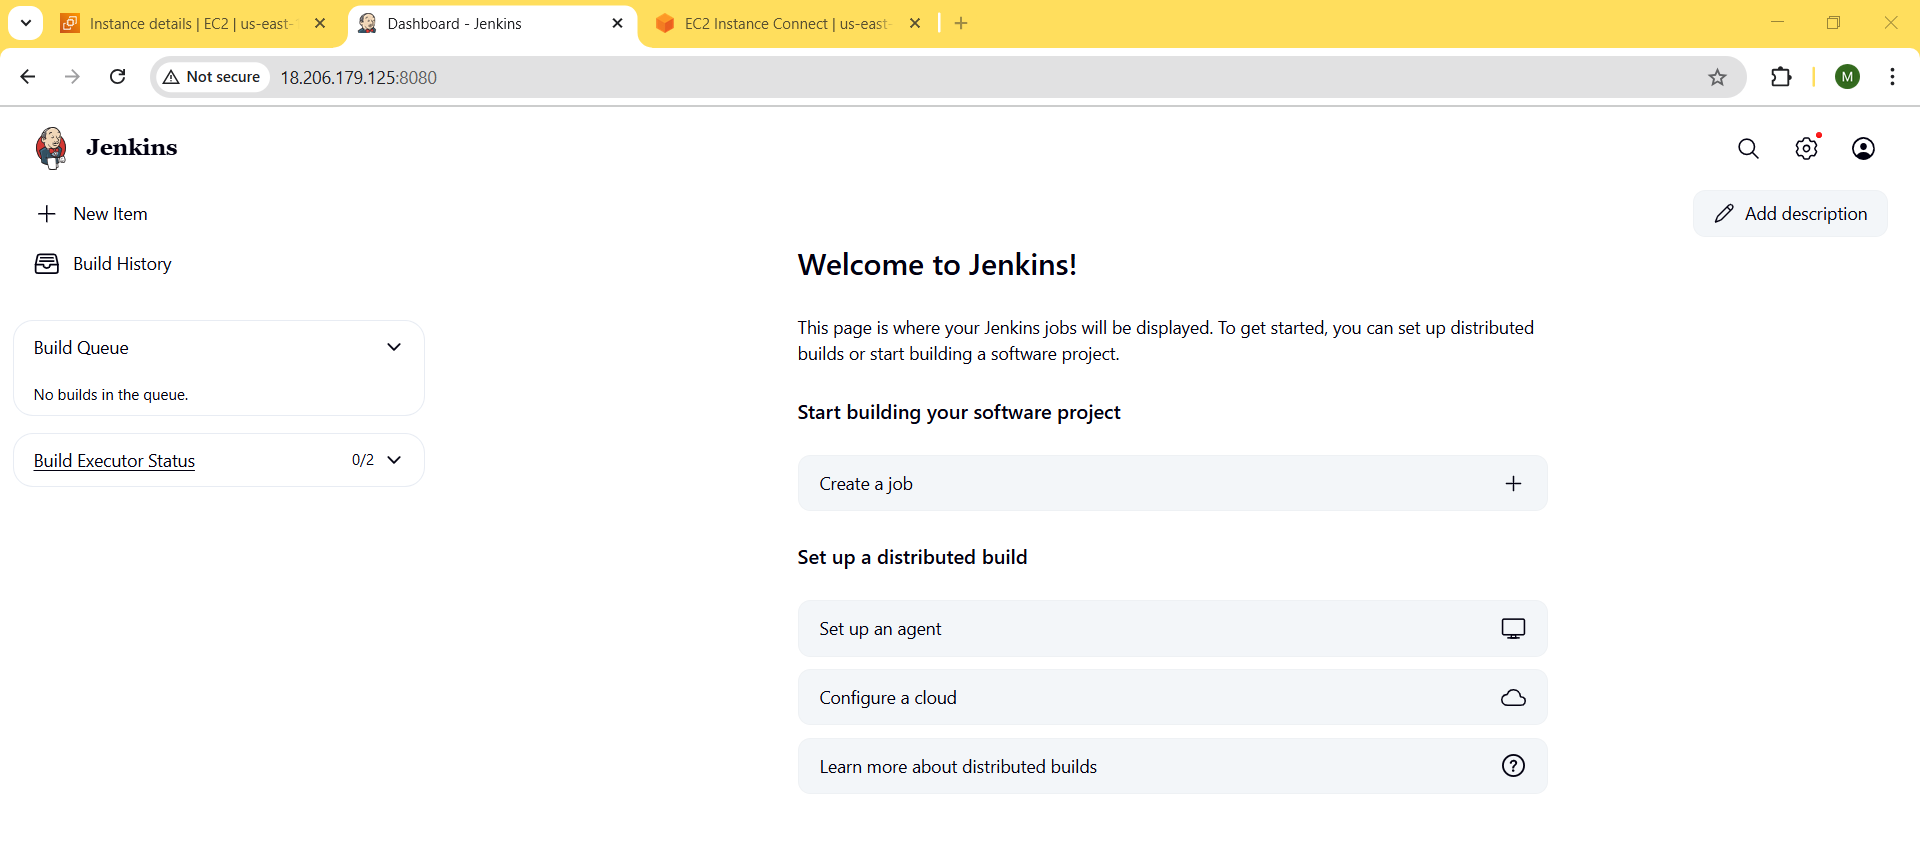 Instance details | EC2 | us-east-1
Dashboard - Jenkins
EC2 Instance Connect | us-east-
Not secure
18.206.179.125:8080
M
Jenkins
New Item
Add description
Build History
Welcome to Jenkins!
This page is where your Jenkins jobs will be displayed. To get started, you can set up distributed
builds or start building a software project.
Build Queue
No builds in the queue.
Start building your software project
Build Executor Status
0/2
Create a job
Set up a distributed build
Set up an agent
Configure a cloud
Learn more about distributed builds